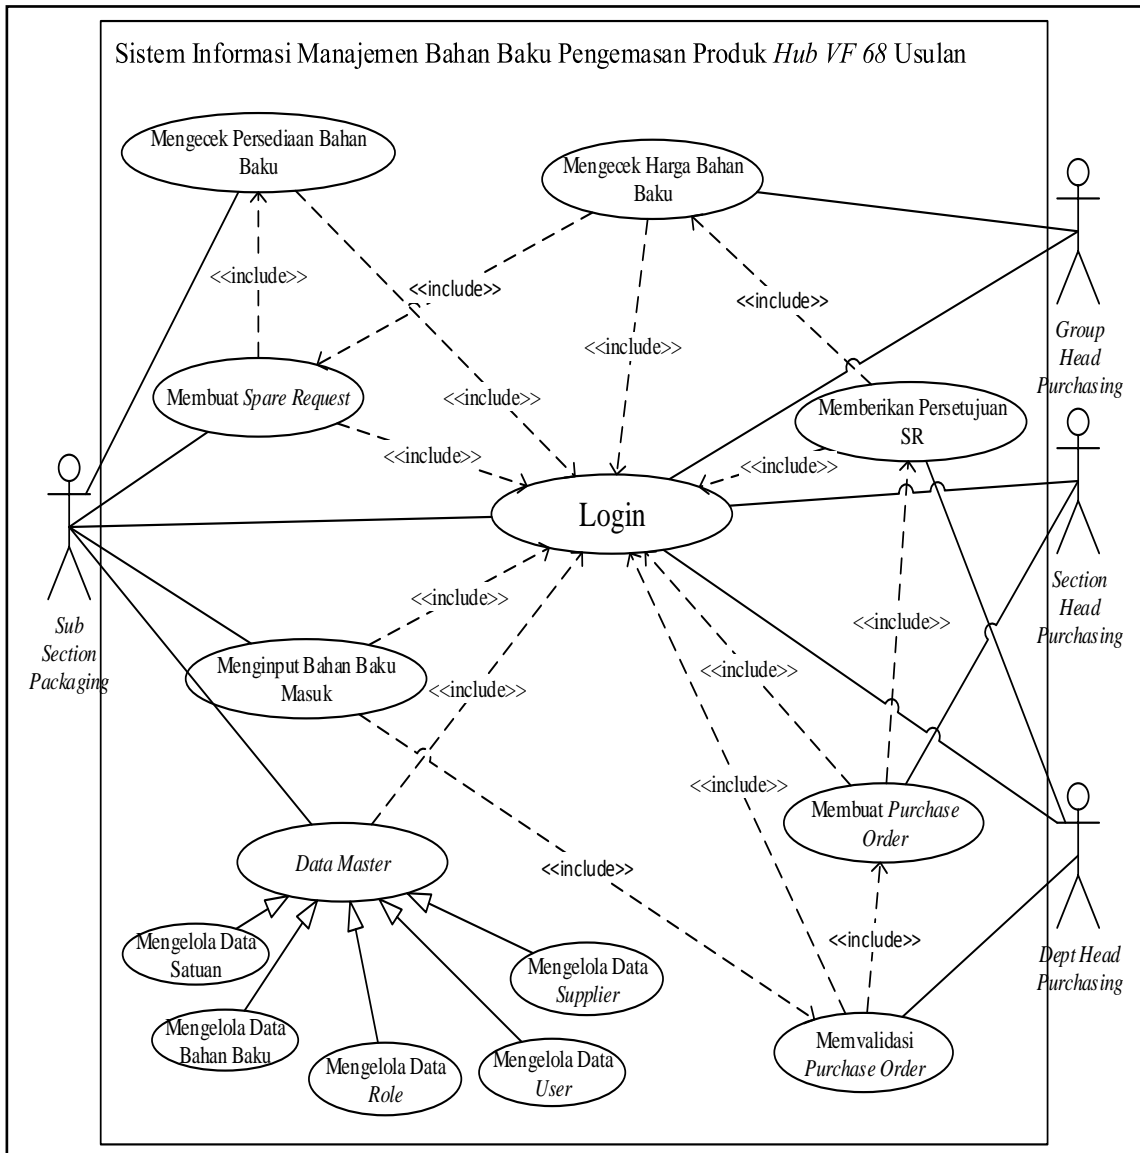 Sistem Informasi Manajemen Bahan Baku Pengemasan Produk Hub VF 68 Usulan
Mengecek Persediaan Bahan
Baku
Mengecek Harga Bahan
Baku
<<include>>
<<include>>
<<include>>
<<include>>
<<include>>
Group
Head
Purchasing
Membuat Spare Request
Memberikan Persetujuan
SR
<<include>>
<<include>>
Login
Sub
Section
Packaging
Section
Head
Purchasing
<<include>>
<<include>>
Menginput Bahan Baku
Masuk
<<include>>
<<include>>
<<include>>
<<include>>
Membuat Purchase
Order
Data Master
<<include>>
<<include>>
Mengelola Data
Satuan
Mengelola Data
Supplier
Dept Head
Purchasing
Mengelola Data
Bahan Baku
Mengelola Data
Role
Mengelola Data
User
Memvalidasi
Purchase Order